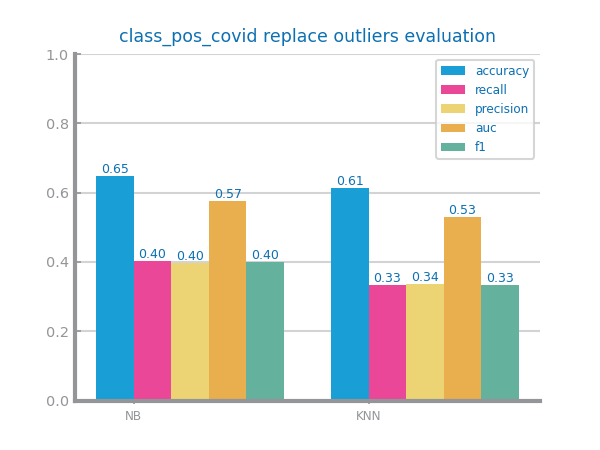 class_pos_covid replace outliers evaluation
1.0
0.8
0.6
0.4
0.2
0.0
accuracy
recall
precision
auc
f1
0.65
0.40
0.40
0.57
0.40
0.61
0.33
0.34
0.53
0.33
NB
KNN